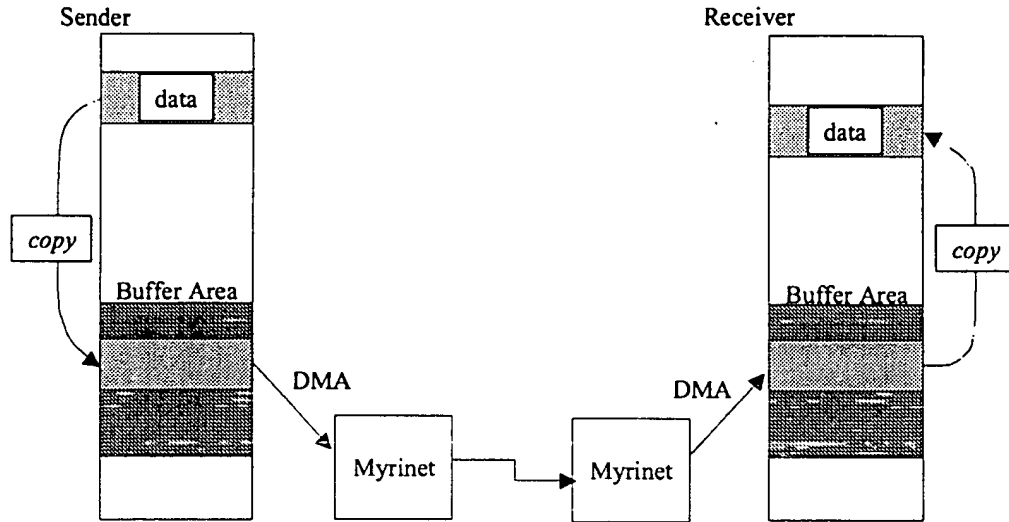 Sender
Receiver
data
data
copy
copy
Buffer Area
Buffer Area
DMA
DMA
Myrinet
Myrinet